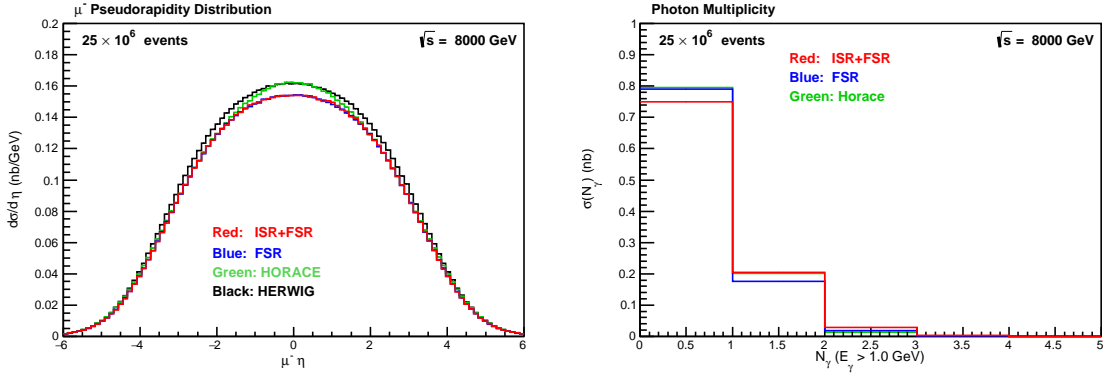 μ⁻ Pseudorapidity Distribution
25 × 10⁶ events
√s = 8000 GeV
dσ/d η (nb/GeV)
0.2
0.18
0.16
0.14
0.12
0.1
0.08
0.06
0.04
0.02
0
Red: ISR+FSR
Blue: FSR
Green: HORACE
Black: HERWIG
−6 −4 −2 0 2 4 6
μ⁻ η
Photon Multiplicity
25 × 10⁶ events
√s = 8000 GeV
σ(N_γ) (nb)
1
0.9
0.8
0.7
0.6
0.5
0.4
0.3
0.2
0.1
0
Red: ISR+FSR
Blue: FSR
Green: Horace
0 0.5 1 1.5 2 2.5 3 3.5 4 4.5 5
N_γ (E_γ > 1.0 GeV)